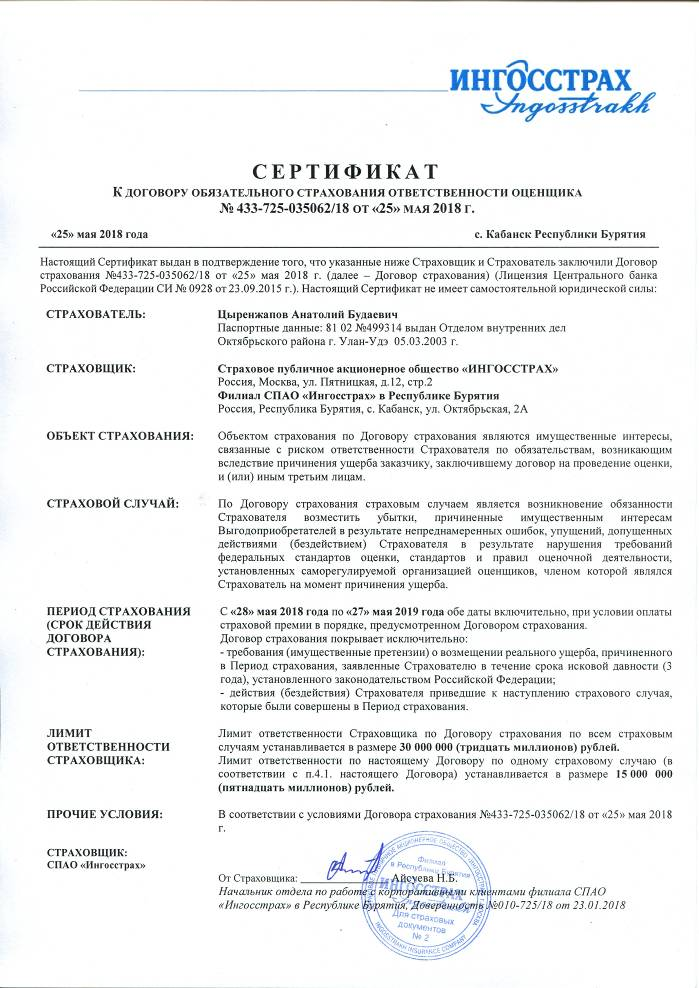 ИНГОССТРАХ
Ingosstrakh
СЕРТИФИКАТ
К ДОГОВОРУ ОБЯЗАТЕЛЬНОГО СТРАХОВАНИЯ ОТВЕТСТВЕННОСТИ ОЦЕНЩИКА
№ 433-725-035062/18 ОТ «25» МАЯ 2018 Г.
«25» мая 2018 года с. Кабанск Республики Бурятия
Настоящий Сертификат выдан в подтверждение того, что указанные ниже Страховщик и Страхователь заключили Договор
страхования №433-725-035062/18 от «25» мая 2018 г. (далее – Договор страхования) (Лицензия Центрального банка
Российской Федерации СИ № 0928 от 23.09.2015 г.). Настоящий Сертификат не имеет самостоятельной юридической силы:
СТРАХОВАТЕЛЬ: Цыренжапов Анатолий Будаевич
Паспортные данные: 81 02 №499314 выдан Отделом внутренних дел
Октябрьского района г. Улан-Удэ 05.03.2003 г.
СТРАХОВЩИК: Страховое публичное акционерное общество «ИНГОССТРАХ»
Россия, Москва, ул. Пятницкая, д.12, стр.2
Филиал СПАО «Ингосстрах» в Республике Бурятия
Россия, Республика Бурятия, с. Кабанск, ул. Октябрьская, 2А
ОБЪЕКТ СТРАХОВАНИЯ: Объектом страхования по Договору страхования являются имущественные интересы,
связанные с риском ответственности Страхователя по обязательствам, возникающим
вследствие причинения ущерба заказчику, заключившему договор на проведение оценки,
и (или) иным третьим лицам.
СТРАХОВОЙ СЛУЧАЙ: По Договору страхования страховым случаем является возникновение обязанности
Страхователя возместить убытки, причиненные имущественным интересам
Выгодоприобретателей в результате непреднамеренных ошибок, упущений, допущенных
действиями (бездействием) Страхователя в результате нарушения требований
федеральных стандартов оценки, стандартов и правил оценочной деятельности,
установленных саморегулируемой организацией оценщиков, членом которой являлся
Страхователь на момент причинения ущерба.
ПЕРИОД СТРАХОВАНИЯ С «28» мая 2018 года по «27» мая 2019 года обе даты включительно, при условии оплаты
(СРОК ДЕЙСТВИЯ страховой премии в порядке, предусмотренном Договором страхования.
ДОГОВОРА Договор страхования покрывает исключительно:
СТРАХОВАНИЯ): - требования (имущественные претензии) о возмещении реального ущерба, причиненного
в Период страхования, заявленные Страхователю в течение срока исковой давности (3
года), установленного законодательством Российской Федерации;
- действия (бездействия) Страхователя приведшие к наступлению страхового случая,
которые были совершены в Период страхования.
ЛИМИТ Лимит ответственности Страховщика по Договору страхования по всем страховым
ОТВЕТСТВЕННОСТИ случаям устанавливается в размере 30 000 000 (тридцать миллионов) рублей.
СТРАХОВЩИКА: Лимит ответственности по настоящему Договору по одному страховому случаю (в
соответствии с п.4.1. настоящего Договора) устанавливается в размере 15 000 000
(пятнадцать миллионов) рублей.
ПРОЧИЕ УСЛОВИЯ: В соответствии с условиями Договора страхования №433-725-035062/18 от «25» мая 2018
г.
СТРАХОВЩИК:
СПАО «Ингосстрах»
От Страховщика: Айсуева Н.Б.
Начальник отдела по работе с корпоративными клиентами филиала СПАО
«Ингосстрах» в Республике Бурятия, Доверенность №010-725/18 от 23.01.2018
Филиал
в Республике Бурятия
ИНГОССТРАХ
Для страховых
документов
№ 2
INGOSSTRAKH INSURANCE COMPANY